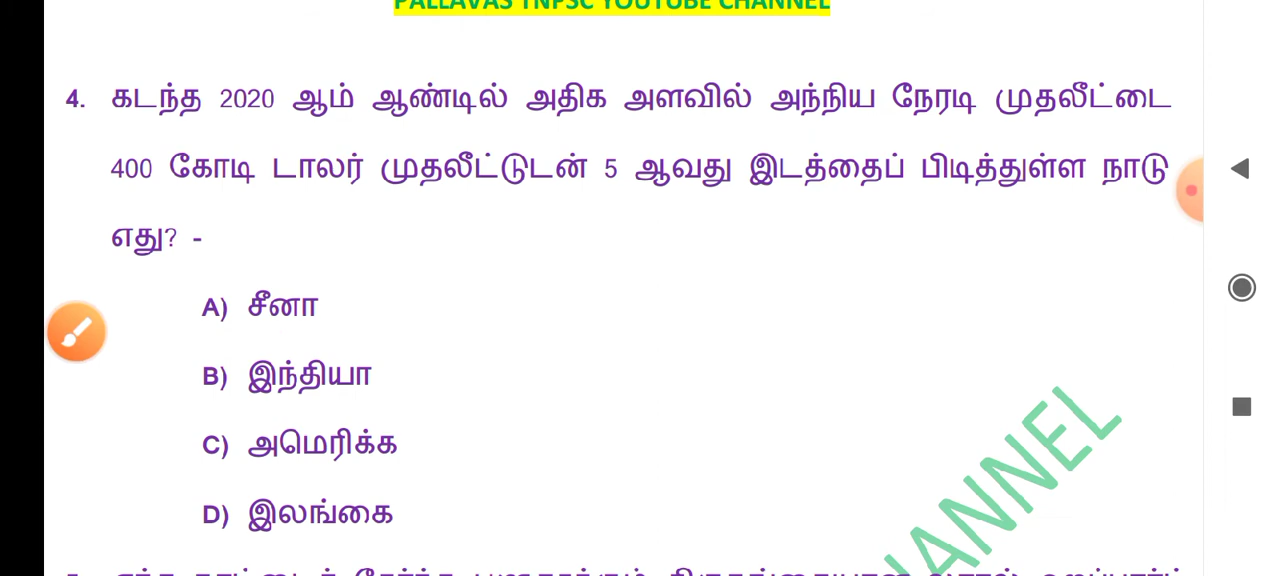 PALLAVAS TNPSC YOUTUBE CHANNEL
4. கடந்த 2020 ஆம் ஆண்டில் அதிக அளவில் அந்நிய நேரடி முதலீட்டை
400 கோடி டாலர் முதலீட்டுடன் 5 ஆவது இடத்தைப் பிடித்துள்ள நாடு
எது? -
A) சீனா
B) இந்தியா
C) அமெரிக்க
D) இலங்கை
HANNEL